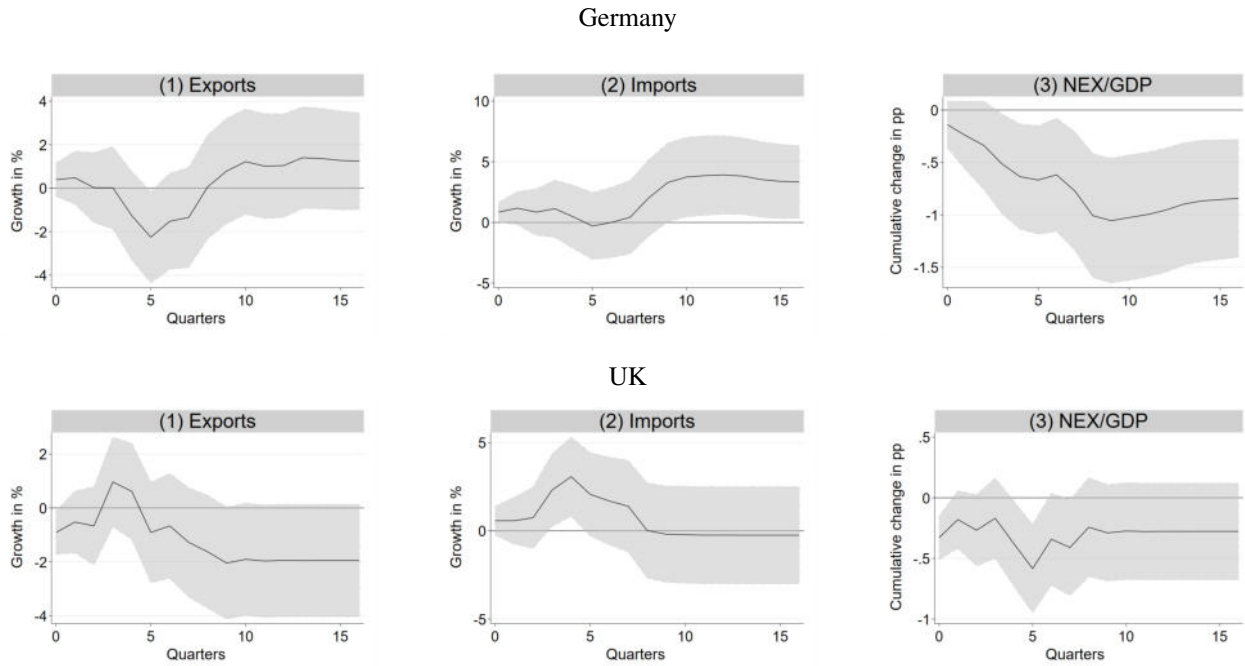 Germany
(1) Exports
Growth in %
4
2
0
-2
-4
0 5 10 15
Quarters
(2) Imports
Growth in %
10
5
0
-5
0 5 10 15
Quarters
(3) NEX/GDP
Cumulative change in pp
0
-.5
-1
-1.5
0 5 10 15
Quarters
UK
(1) Exports
Growth in %
2
0
-2
-4
0 5 10 15
Quarters
(2) Imports
Growth in %
5
0
-5
0 5 10 15
Quarters
(3) NEX/GDP
Cumulative change in pp
.5
0
-.5
-1
0 5 10 15
Quarters